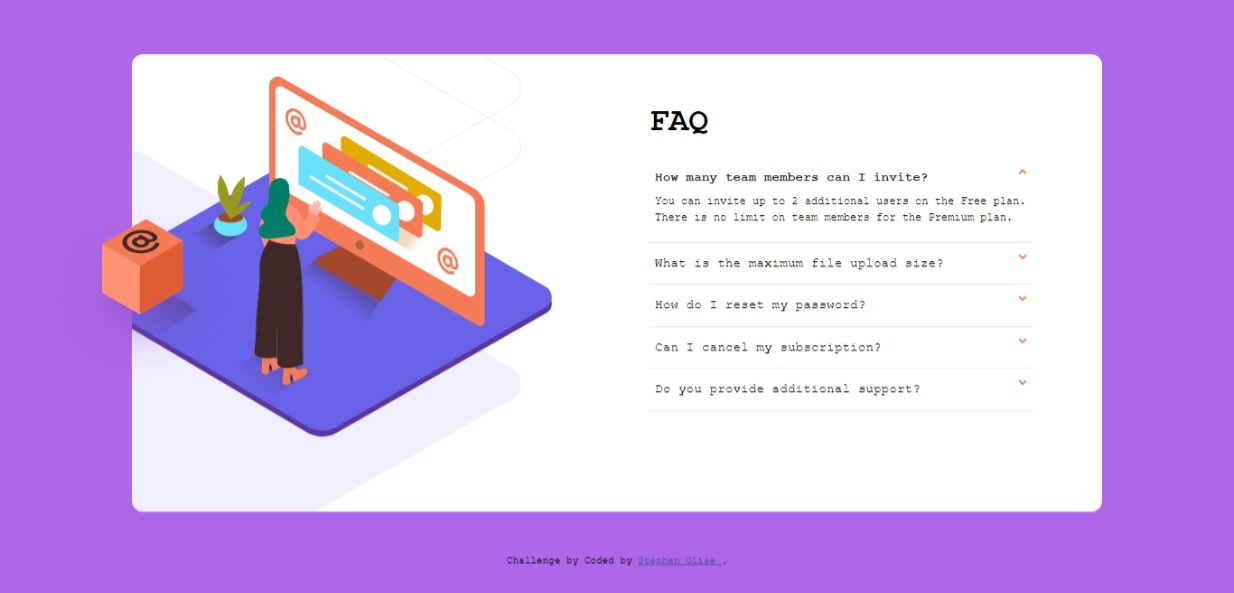 FAQ
How many team members can I invite?
You can invite up to 2 additional users on the Free plan.
There is no limit on team members for the Premium plan.
What is the maximum file upload size?
How do I reset my password?
Can I cancel my subscription?
Do you provide additional support?
@
@
@
Challenge by Coded by Stephen Olise .